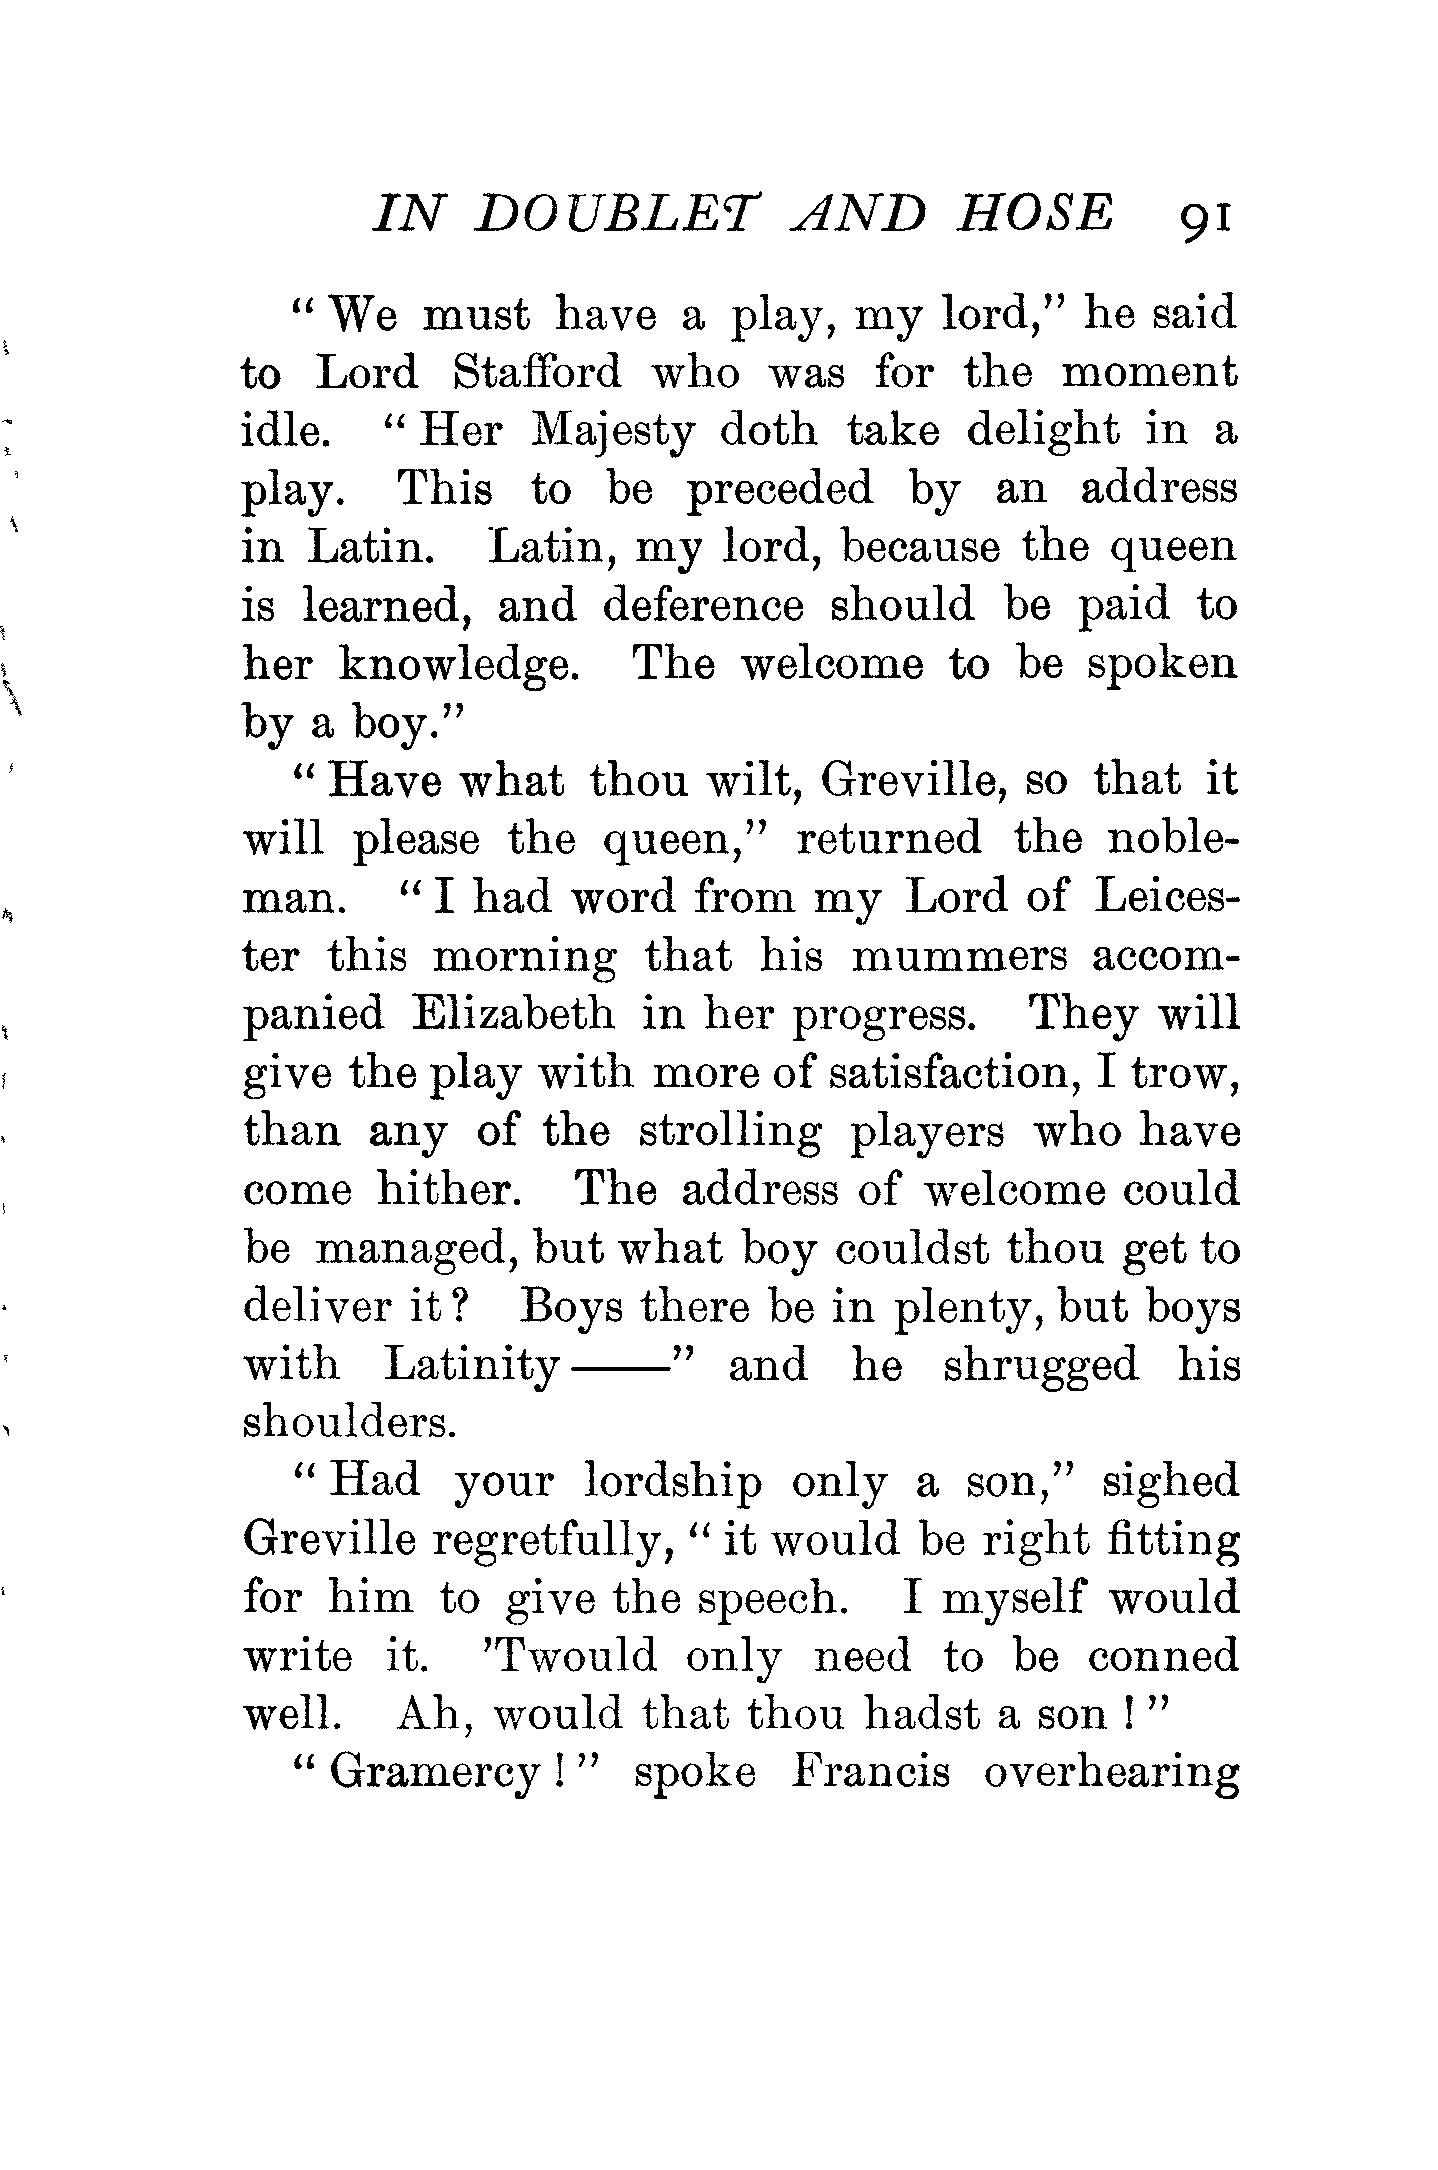 IN DOUBLET AND HOSE 91
"We must have a play, my lord," he said
to Lord Stafford who was for the moment
idle. "Her Majesty doth take delight in a
play. This to be preceded by an address
in Latin. Latin, my lord, because the queen
is learned, and deference should be paid to
her knowledge. The welcome to be spoken
by a boy."
"Have what thou wilt, Greville, so that it
will please the queen," returned the noble-
man. "I had word from my Lord of Leices-
ter this morning that his mummers accom-
panied Elizabeth in her progress. They will
give the play with more of satisfaction, I trow,
than any of the strolling players who have
come hither. The address of welcome could
be managed, but what boy couldst thou get to
deliver it? Boys there be in plenty, but boys
with Latinity——" and he shrugged his
shoulders.
"Had your lordship only a son," sighed
Greville regretfully, "it would be right fitting
for him to give the speech. I myself would
write it. 'Twould only need to be conned
well. Ah, would that thou hadst a son!"
"Gramercy!" spoke Francis overhearing